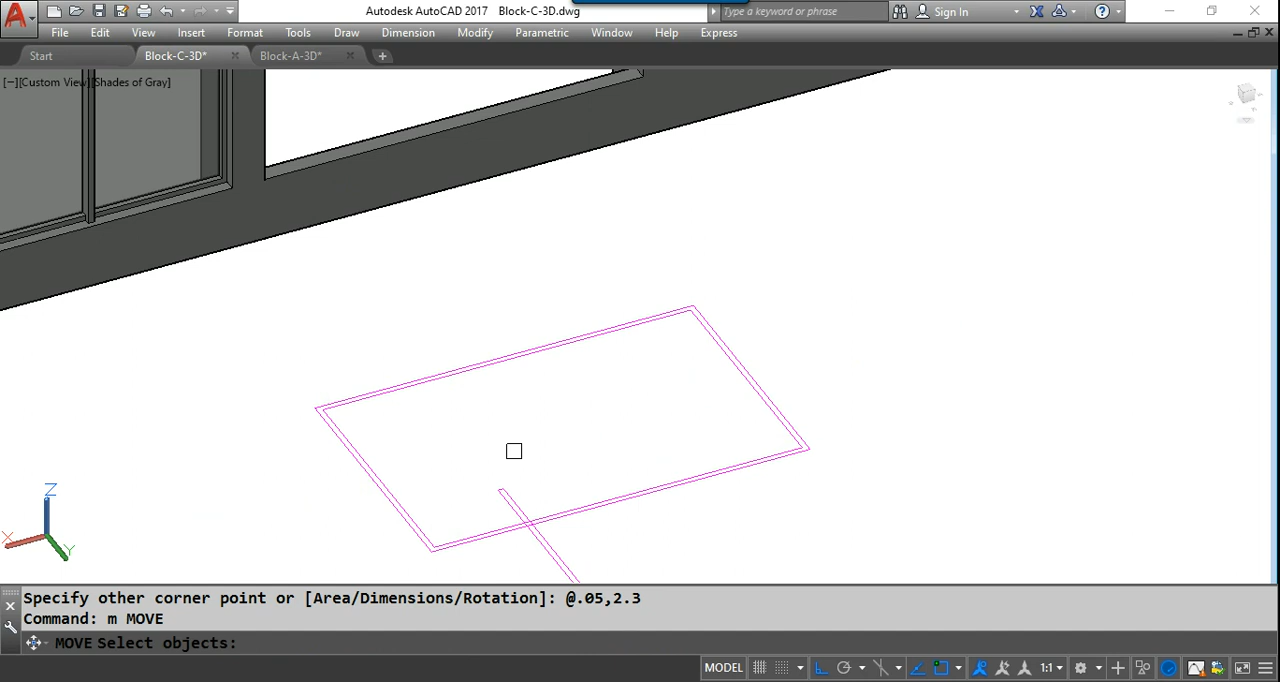 Autodesk AutoCAD 2017 Block-C-3D.dwg
Type a keyword or phrase
Sign In
File Edit View Insert Format Tools Draw Dimension Modify Parametric Window Help Express
Start Block-C-3D* Block-A-3D*
[−][Custom View][Shades of Gray]
Z
X
Y
Specify other corner point or [Area/Dimensions/Rotation]: @.05,2.3
Command: m MOVE
MOVE Select objects:
MODEL 1:1